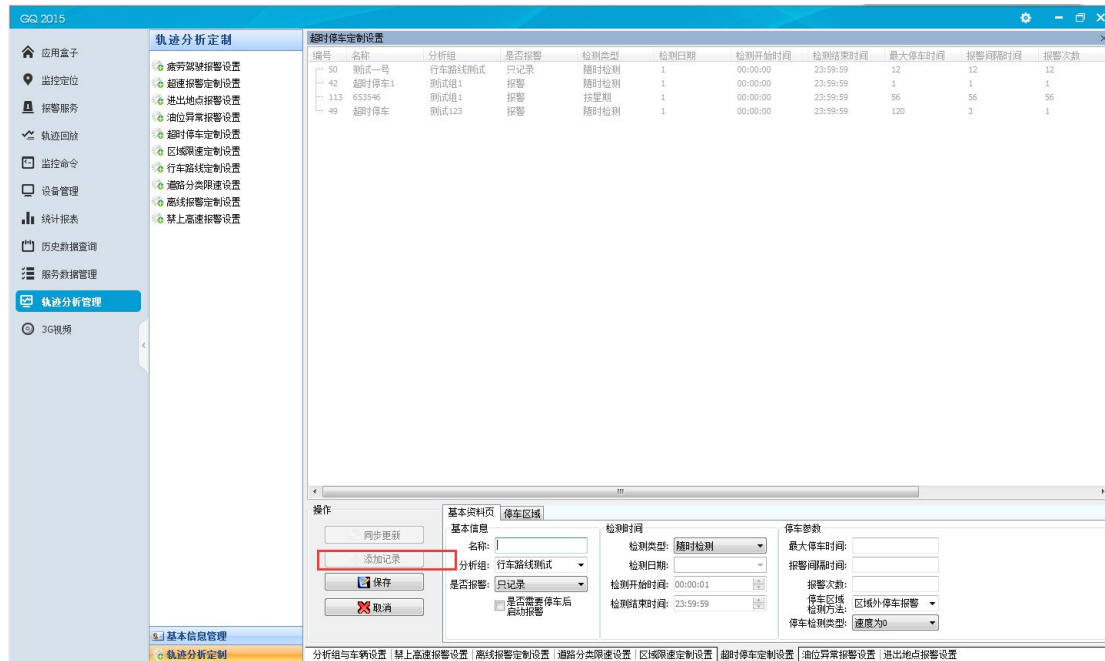 GQ 2015
应用盒子
监控定位
报警服务
轨迹回放
监控命令
设备管理
统计报表
历史数据查询
服务数据管理
轨迹分析管理
3G视频
轨迹分析定制
疲劳驾驶报警设置
超速报警定制设置
进出地点报警设置
油位异常报警设置
超时停车定制设置
区域限速定制设置
行车路线定制设置
道路分类限速设置
离线报警定制设置
禁上高速报警设置
基本信息管理
轨迹分析定制
超时停车定制设置
编号 名称 分析组 是否报警 检测类型 检测日期 检测开始时间 检测结束时间 最大停车时间 报警间隔时间 报警次数
50 测试一号 行车路线测试 只记录 随时检测 1 00:00:00 23:59:59 12 12 12
42 超时停车1 测试组1 报警 随时检测 1 00:00:00 23:59:59 1 1 1
113 653546 测试组1 报警 按星期 1 00:00:00 23:59:59 56 56 56
49 超时停车 测试123 报警 随时检测 1 00:00:00 23:59:59 120 3 1
操作
同步更新
添加记录
保存
取消
基本资料页 停车区域
基本信息
名称:
分析组: 行车路线测试
是否报警: 只记录
是否需要停车后
启动报警
检测时间
检测类型: 随时检测
检测日期:
检测开始时间: 00:00:01
检测结束时间: 23:59:59
停车参数
最大停车时间:
报警间隔时间:
报警次数:
停车区域
检测方法: 区域外停车报警
停车检测类型: 速度为0
分析组与车辆设置 禁上高速报警设置 离线报警定制设置 道路分类限速设置 区域限速定制设置 超时停车定制设置 油位异常报警设置 进出地点报警设置